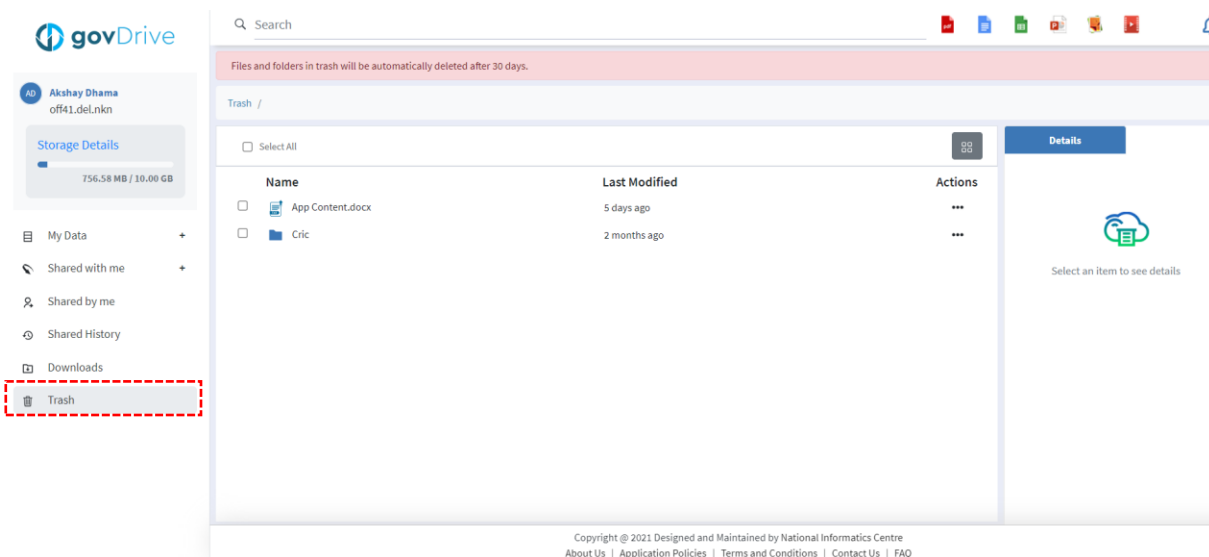 govDrive
AD
Akshay Dhama
off41.del.nkn
Storage Details
756.58 MB / 10.00 GB
My Data +
Shared with me +
Shared by me
Shared History
Downloads
Trash
Search
Files and folders in trash will be automatically deleted after 30 days.
Trash /
Select All
Name Last Modified Actions
App Content.docx 5 days ago •••
Cric 2 months ago •••
Details
Select an item to see details
Copyright @ 2021 Designed and Maintained by National Informatics Centre
About Us | Application Policies | Terms and Conditions | Contact Us | FAQ